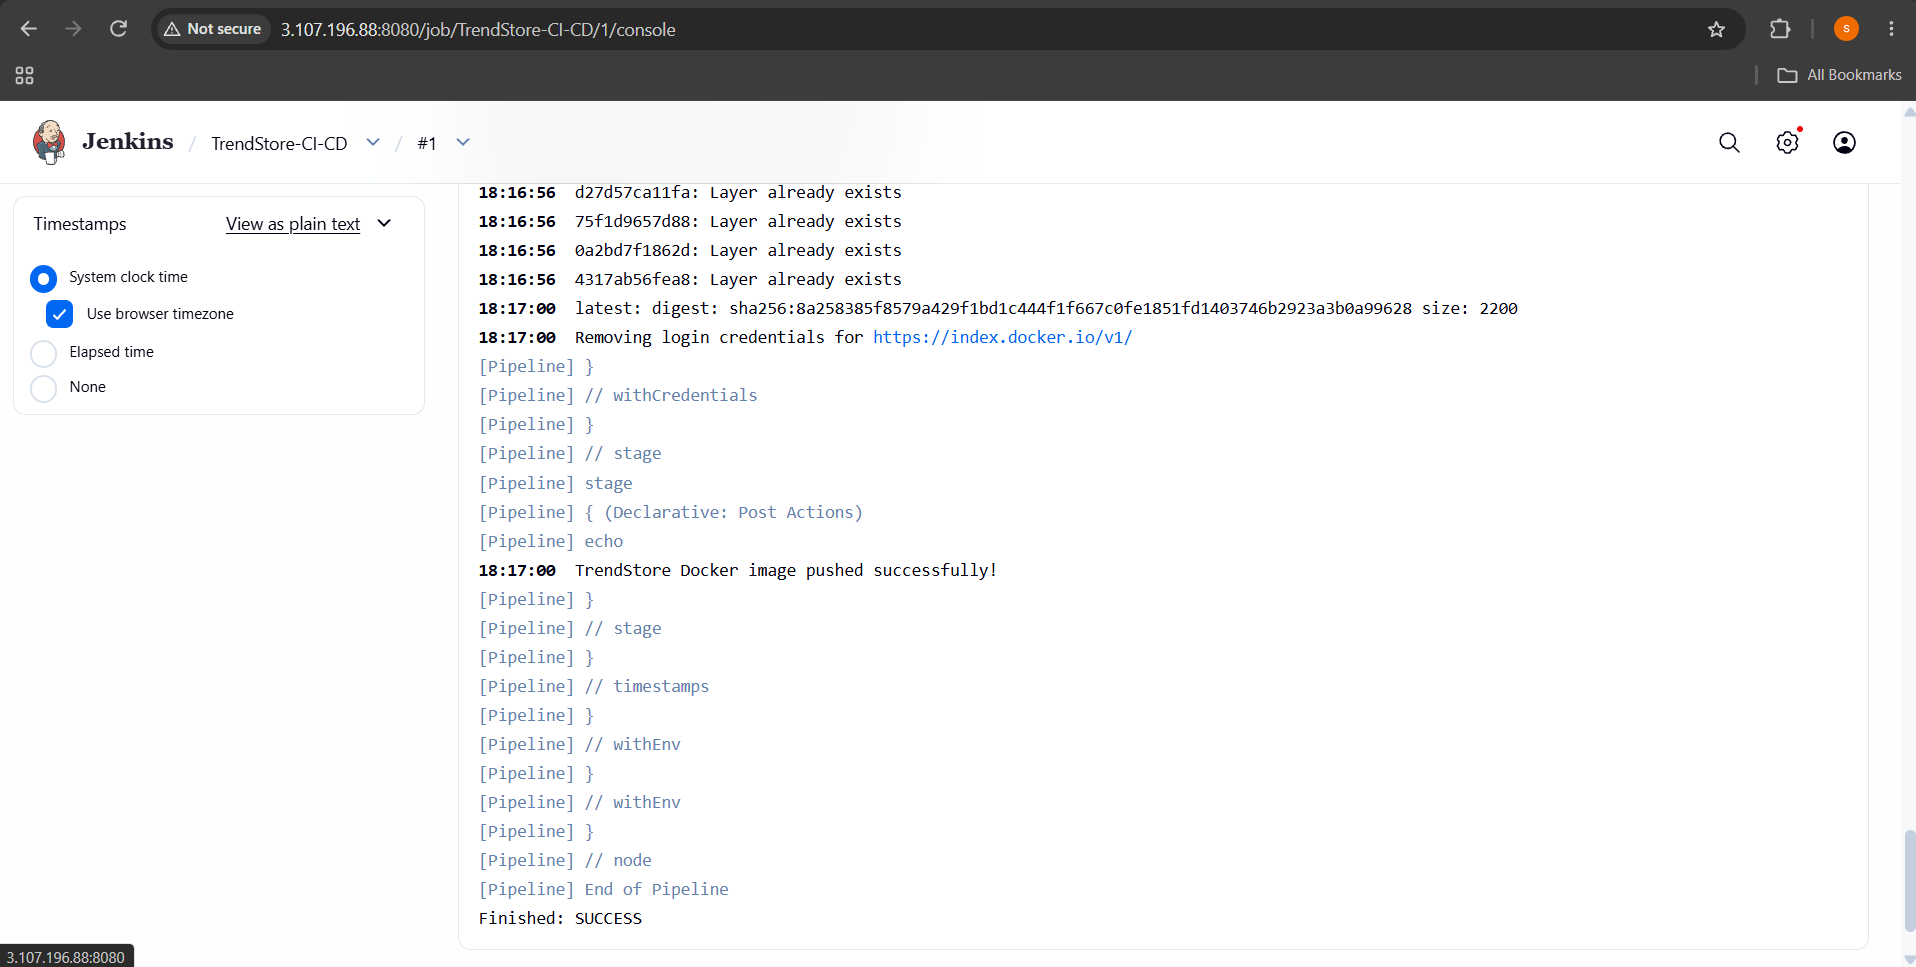 Not secure 3.107.196.88:8080/job/TrendStore-CI-CD/1/console
S
All Bookmarks
Jenkins / TrendStore-CI-CD / #1
Timestamps View as plain text
System clock time
Use browser timezone
Elapsed time
None
18:16:56 d27d57ca11fa: Layer already exists
18:16:56 75f1d9657d88: Layer already exists
18:16:56 0a2bd7f1862d: Layer already exists
18:16:56 4317ab56fea8: Layer already exists
18:17:00 latest: digest: sha256:8a258385f8579a429f1bd1c444f1f667c0fe1851fd1403746b2923a3b0a99628 size: 2200
18:17:00 Removing login credentials for https://index.docker.io/v1/
[Pipeline] }
[Pipeline] // withCredentials
[Pipeline] }
[Pipeline] // stage
[Pipeline] stage
[Pipeline] { (Declarative: Post Actions)
[Pipeline] echo
18:17:00 TrendStore Docker image pushed successfully!
[Pipeline] }
[Pipeline] // stage
[Pipeline] }
[Pipeline] // timestamps
[Pipeline] }
[Pipeline] // withEnv
[Pipeline] }
[Pipeline] // withEnv
[Pipeline] }
[Pipeline] // node
[Pipeline] End of Pipeline
Finished: SUCCESS
3.107.196.88:8080